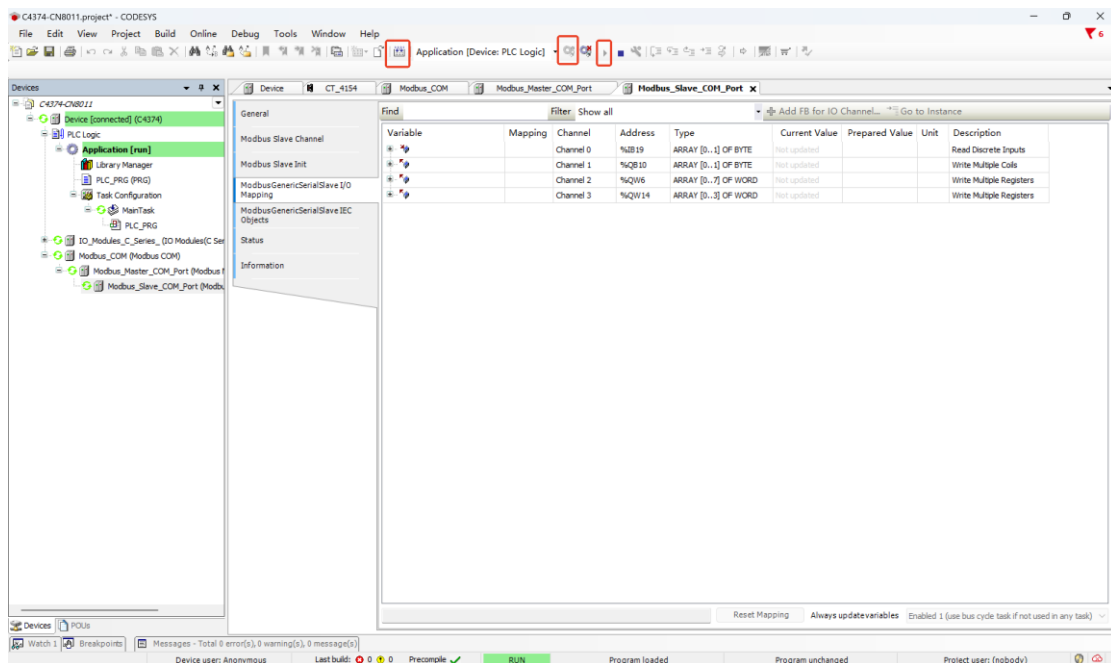 C4374-CN8011.project* - CODESYS
File Edit View Project Build Online Debug Tools Window Help
6
Application [Device: PLC Logic]
Devices
C4374-CN8011
Device [connected] (C4374)
PLC Logic
Application [run]
Library Manager
PLC_PRG (PRG)
Task Configuration
MainTask
PLC_PRG
IO_Modules_C_Series_ (IO Modules(C Ser
Modbus_COM (Modbus COM)
Modbus_Master_COM_Port (Modbus M
Modbus_Slave_COM_Port (Modbu
Device CT_4154 Modbus_COM Modbus_Master_COM_Port Modbus_Slave_COM_Port
General
Modbus Slave Channel
Modbus Slave Init
ModbusGenericSerialSlave I/O
Mapping
ModbusGenericSerialSlave IEC
Objects
Status
Information
Find Filter Show all Add FB for IO Channel... Go to Instance
Variable Mapping Channel Address Type Current Value Prepared Value Unit Description
Channel 0 %IB19 ARRAY [0..1] OF BYTE Not updated Read Discrete Inputs
Channel 1 %QB10 ARRAY [0..1] OF BYTE Not updated Write Multiple Coils
Channel 2 %QW6 ARRAY [0..7] OF WORD Not updated Write Multiple Registers
Channel 3 %QW14 ARRAY [0..3] OF WORD Not updated Write Multiple Registers
Reset Mapping Always update variables Enabled 1 (use bus cycle task if not used in any task)
Devices POUs
Watch 1 Breakpoints Messages - Total 0 error(s), 0 warning(s), 0 message(s)
Device user: Anonymous Last build: 0 0 Precompile RUN Program loaded Program unchanged Project user: (nobody)